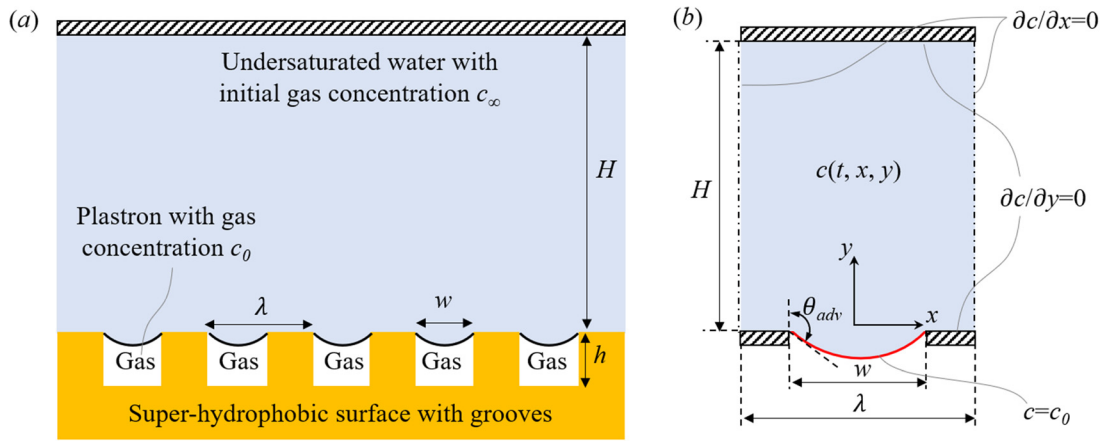 (a)
Undersaturated water with
initial gas concentration c∞
H
Plastron with gas
concentration c0
λ
w
Gas Gas Gas Gas Gas
h
Super-hydrophobic surface with grooves
(b)
∂c/∂x=0
H
c(t, x, y)
∂c/∂y=0
y
θadv
x
w
λ
c=c0